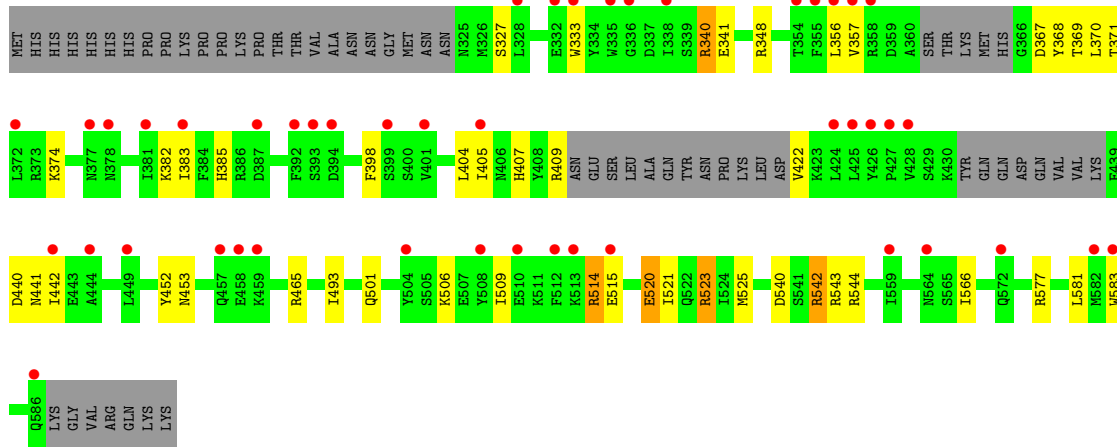 MET HIS HIS HIS HIS HIS HIS PRO PRO LYS PRO PRO LYS PRO THR THR VAL ALA ASN ASN GLY MET ASN ASN N325 M326 S327 L328 E332 W333 Y334 W335 G336 D337 I338 S339 R340 E341 R348 T354 F355 L356 V357 R358 D359 A360 SER THR LYS MET HIS G366 D367 Y368 T369 L370 T371
L372 R373 K374 N377 N378 I381 K382 I383 F384 H385 R386 D387 F392 S393 D394 F398 S399 S400 V401 L404 I405 N406 H407 Y408 R409 ASN GLU SER LEU ALA GLN TYR ASN PRO LYS LEU ASP V422 K423 L424 L425 Y426 P427 V428 S429 K430 TYR GLN GLN ASP GLN VAL VAL LYS E439
D440 N441 I442 E443 A444 L449 Y452 N453 Q457 E458 K459 R465 I493 Q501 Y504 S505 K506 E507 Y508 I509 E510 K511 F512 K513 R514 E515 E520 I521 Q522 R523 I524 M525 D540 S541 R542 R543 R544 I559 N564 S565 I566 Q572 R577 L581 M582 W583
Q586 LYS GLY VAL ARG GLN LYS LYS